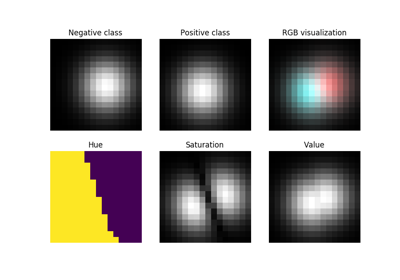 Negative class
Positive class
RGB visualization
Hue
Saturation
Value